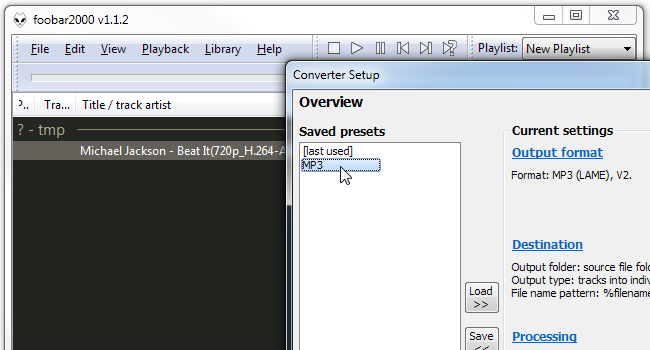 foobar2000 v1.1.2
File Edit View Playback Library Help Playlist: New Playlist
Converter Setup
P.. Tra... Title / track artist
? - tmp
Michael Jackson - Beat It(720p_H.264-A
Overview
Saved presets
[last used]
MP3
Load
>>
Save
<<
Current settings
Output format
Format: MP3 (LAME), V2.
Destination
Output folder: source file fold
Output type: tracks into indiv
File name pattern: %filename
Processing